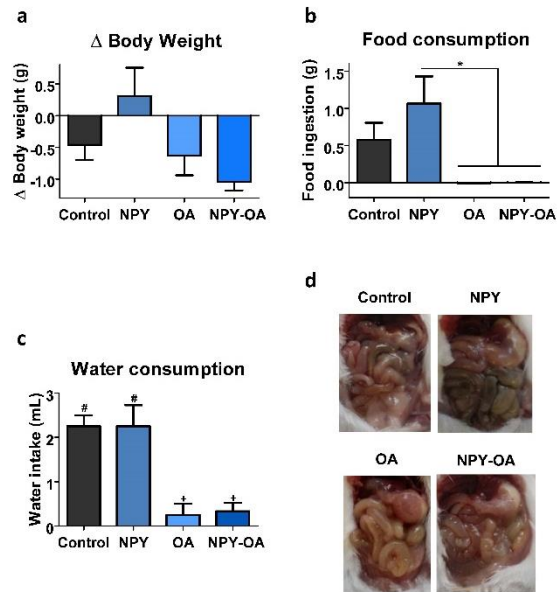 a
Δ Body Weight
Δ Body weight (g)
0.5
0.0
-0.5
-1.0
Control NPY OA NPY-OA
b
Food consumption
Food ingestion (g)
1.5
1.0
0.5
0.0
*
Control NPY OA NPY-OA
c
Water consumption
Water intake (mL)
3
2
0
# # + +
Control NPY OA NPY-OA
d
Control NPY
OA NPY-OA